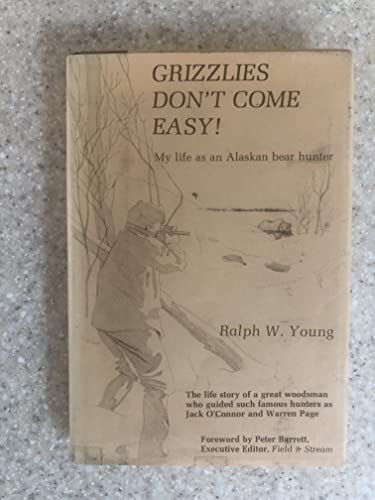 GRIZZLIES
DON'T COME
EASY!
My life as an Alaskan bear hunter
Ralph W. Young
The life story of a great woodsman
who guided such famous hunters as
Jack O'Connor and Warren Page
Foreword by Peter Barrett,
Executive Editor, Field & Stream